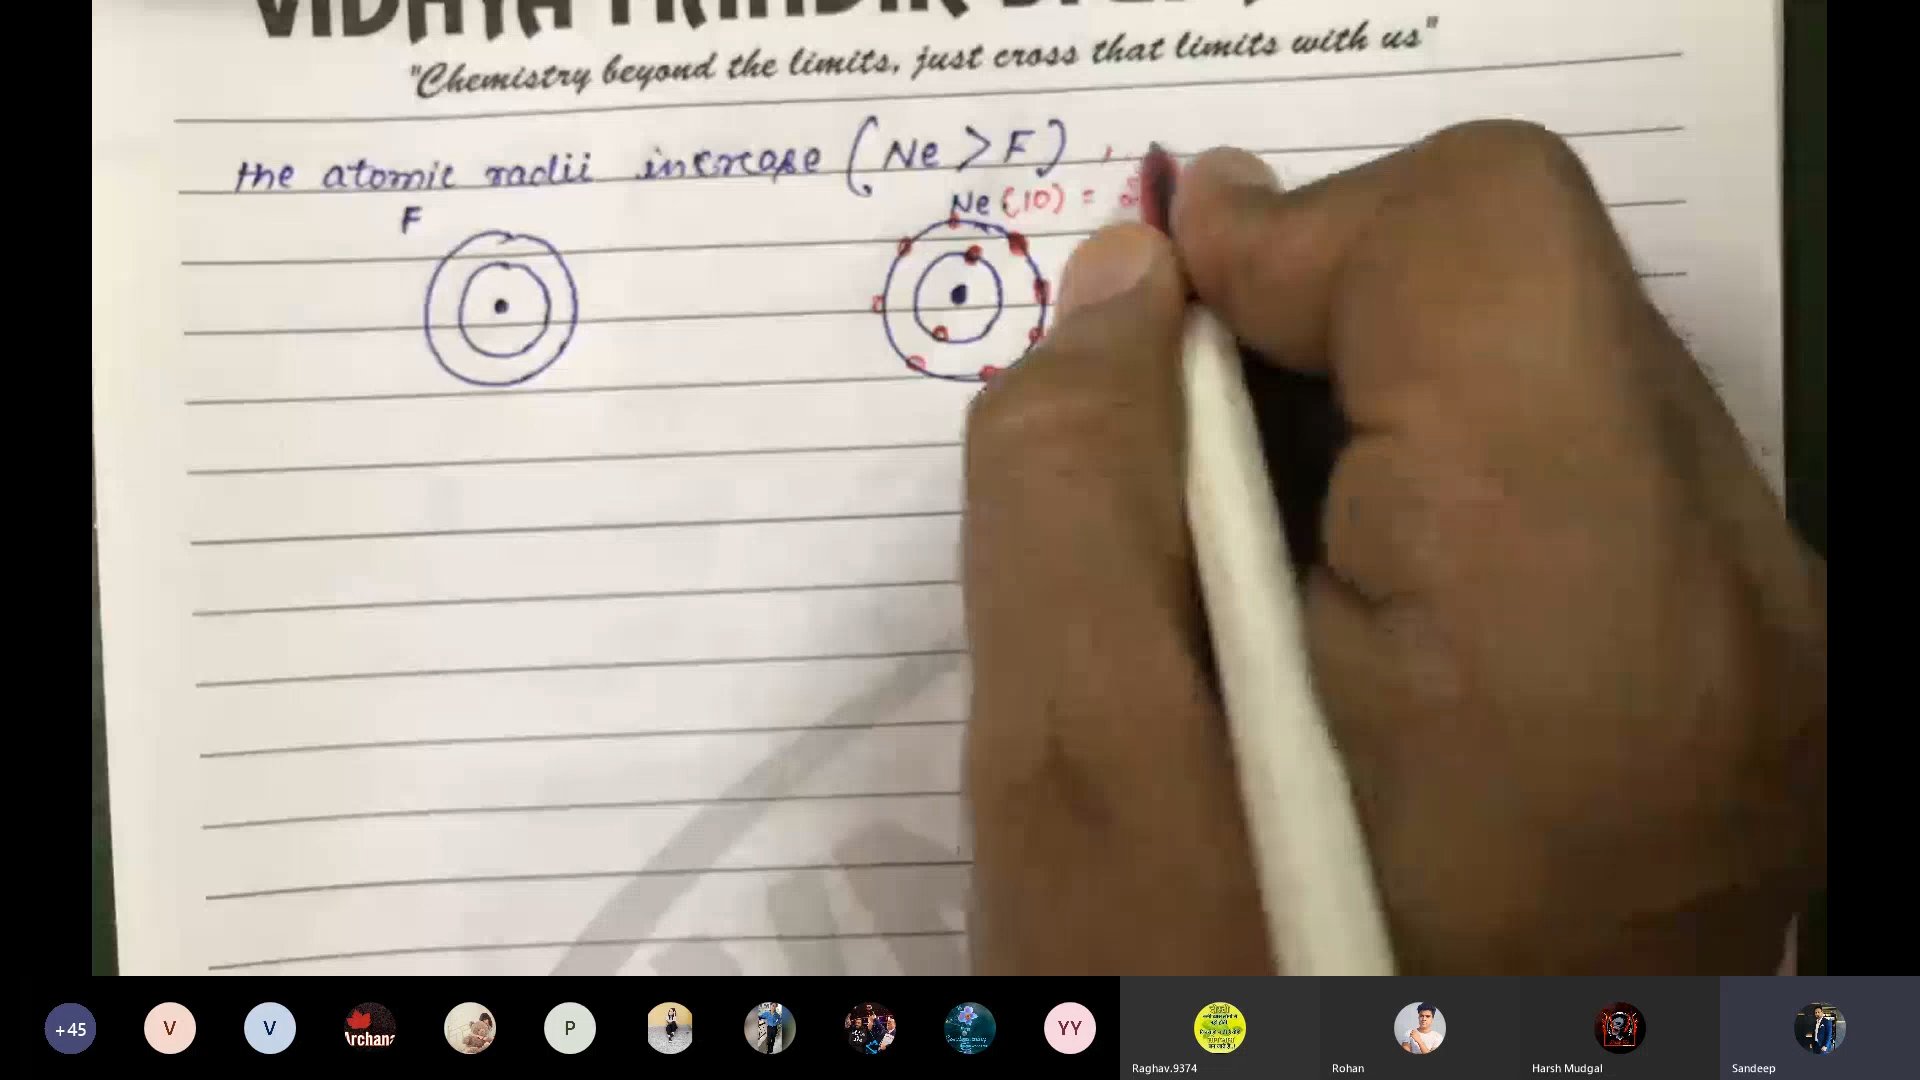 "Chemistry beyond the limits, just cross that limits with us"
the atomic radii increase (Ne > F)
F
Ne (10) =
+45
V
V
Archana
P
YY
Raghav.9374
Rohan
Harsh Mudgal
Sandeep